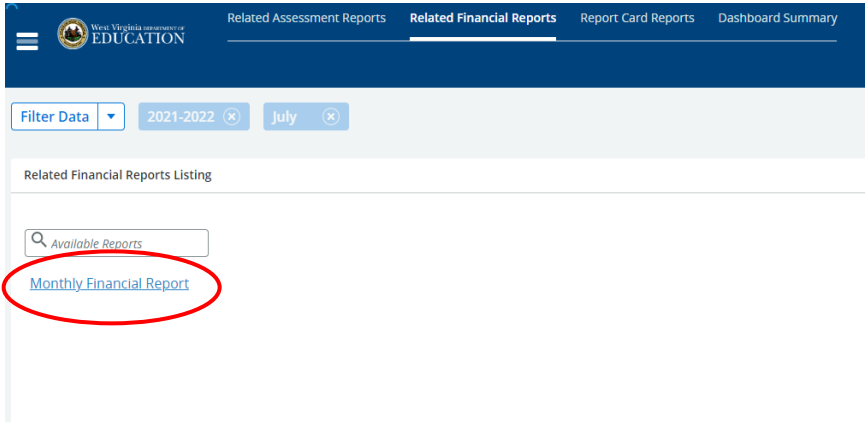 West Virginia DEPARTMENT OF
EDUCATION
Related Assessment Reports
Related Financial Reports
Report Card Reports
Dashboard Summary
Filter Data
2021-2022
July
Related Financial Reports Listing
Available Reports
Monthly Financial Report